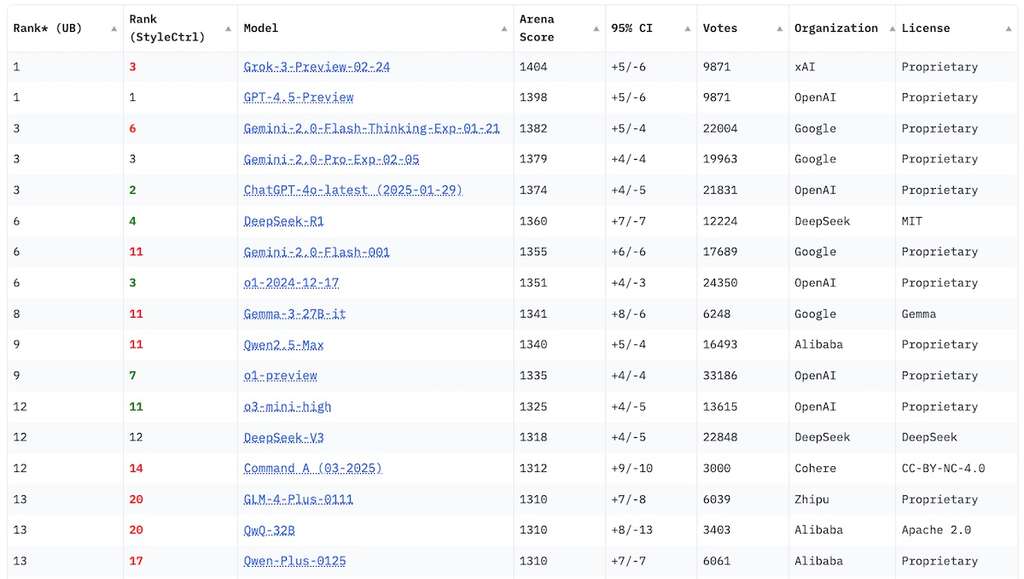 Rank* (UB) Rank (StyleCtrl) Model Arena Score 95% CI Votes Organization License
1 3 Grok-3-Preview-02-24 1404 +5/-6 9871 xAI Proprietary
1 1 GPT-4.5-Preview 1398 +5/-6 9871 OpenAI Proprietary
3 6 Gemini-2.0-Flash-Thinking-Exp-01-21 1382 +5/-4 22004 Google Proprietary
3 3 Gemini-2.0-Pro-Exp-02-05 1379 +4/-4 19963 Google Proprietary
3 2 ChatGPT-4o-latest (2025-01-29) 1374 +4/-5 21831 OpenAI Proprietary
6 4 DeepSeek-R1 1360 +7/-7 12224 DeepSeek MIT
6 11 Gemini-2.0-Flash-001 1355 +6/-6 17689 Google Proprietary
6 3 o1-2024-12-17 1351 +4/-3 24350 OpenAI Proprietary
8 11 Gemma-3-27B-it 1341 +8/-6 6248 Google Gemma
9 11 Qwen2.5-Max 1340 +5/-4 16493 Alibaba Proprietary
9 7 o1-preview 1335 +4/-4 33186 OpenAI Proprietary
12 11 o3-mini-high 1325 +4/-5 13615 OpenAI Proprietary
12 12 DeepSeek-V3 1318 +4/-5 22848 DeepSeek DeepSeek
12 14 Command A (03-2025) 1312 +9/-10 3000 Cohere CC-BY-NC-4.0
13 20 GLM-4-Plus-0111 1310 +7/-8 6039 Zhipu Proprietary
13 20 QwQ-32B 1310 +8/-13 3403 Alibaba Apache 2.0
13 17 Qwen-Plus-0125 1310 +7/-7 6061 Alibaba Proprietary